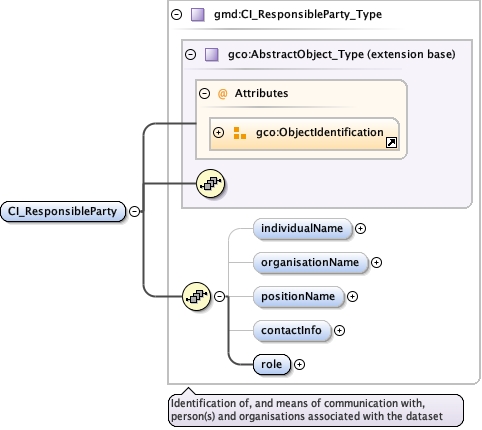 gmd:CI_ResponsibleParty_Type
gco:AbstractObject_Type (extension base)
@ Attributes
gco:ObjectIdentification
CI_ResponsibleParty
individualName
organisationName
positionName
contactInfo
role
Identification of, and means of communication with,
person(s) and organisations associated with the dataset